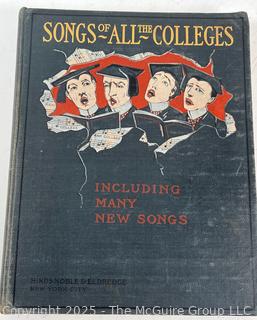 SONGS OF ALL THE COLLEGES
INCLUDING
MANY
NEW SONGS
HINDS, NOBLE & ELDREDGE
NEW YORK CITY
Copyright 2025 - The McGuire Group LLC